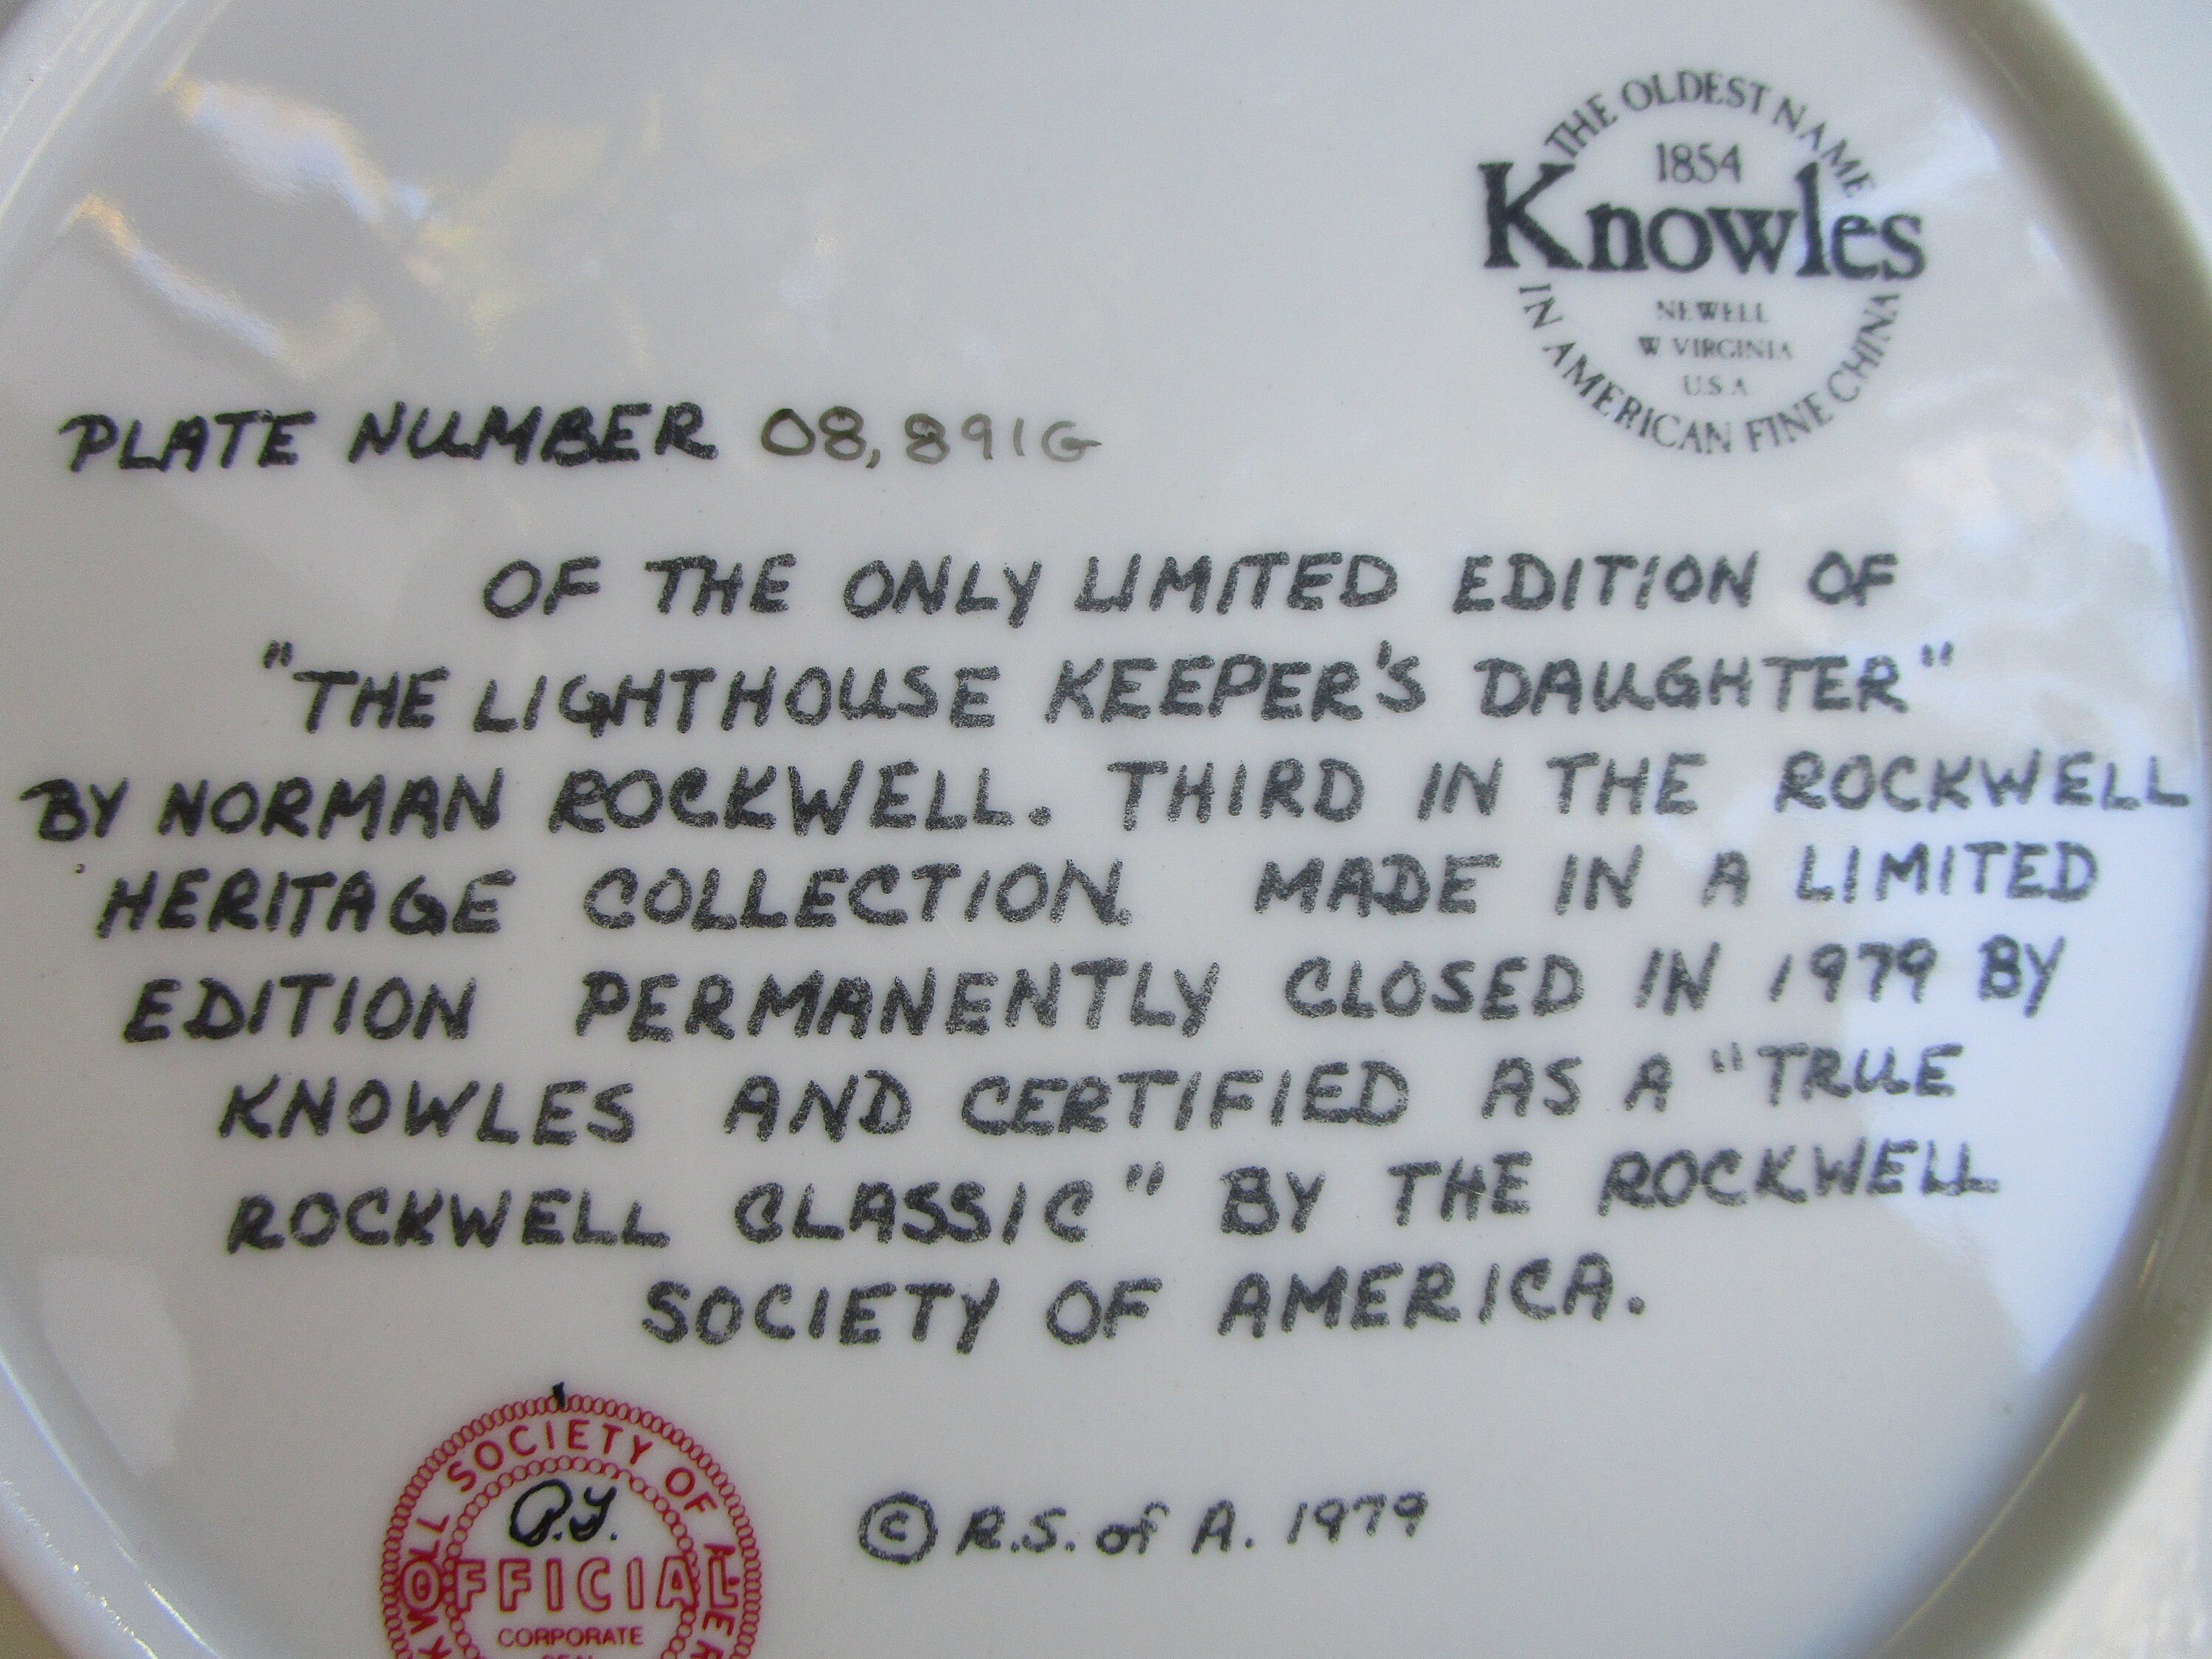 THE OLDEST NAME
1854
Knowles
NEWELL
W VIRGINIA
U.S.A.
IN AMERICAN FINE CHINA
PLATE NUMBER 08,891G
OF THE ONLY LIMITED EDITION OF
"THE LIGHTHOUSE KEEPER'S DAUGHTER"
BY NORMAN ROCKWELL. THIRD IN THE ROCKWELL
HERITAGE COLLECTION. MADE IN A LIMITED
EDITION PERMANENTLY CLOSED IN 1979 BY
KNOWLES AND CERTIFIED AS A "TRUE
ROCKWELL CLASSIC" BY THE ROCKWELL
SOCIETY OF AMERICA.
SOCIETY OF
P.J.
OFFICIAL
CORPORATE
© R.S. of A. 1979